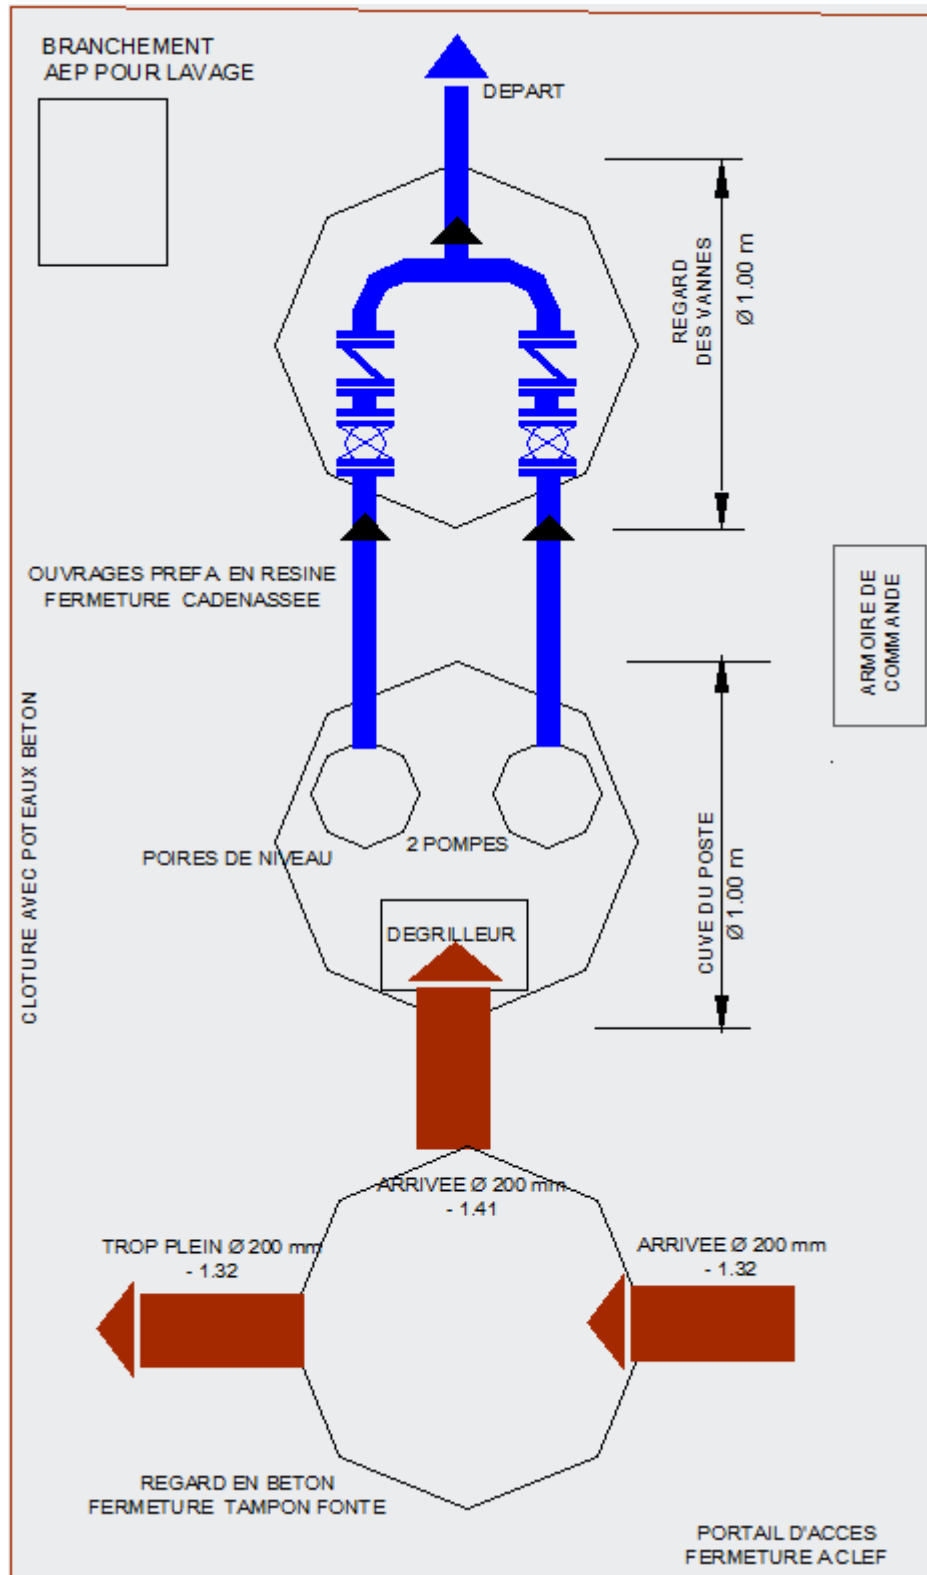 BRANCHEMENT
AEP POUR LAVAGE
DEPART
REGARD
DES VANNES
Ø 1.00 m
OUVRAGES PREFA. EN RESINE
FERMETURE CADENASSEE
ARMOIRE DE
COMMANDE
CLOTURE AVEC POTEAUX BETON
2 POMPES
POIRES DE NIVEAU
CUVE DU POSTE
Ø 1.00 m
DEGRILLEUR
ARRIVEE Ø 200 mm
- 1.41
TROP PLEIN Ø 200 mm
- 1.32
ARRIVEE Ø 200 mm
- 1.32
REGARD EN BETON
FERMETURE TAMPON FONTE
PORTAIL D'ACCES
FERMETURE A CLEF